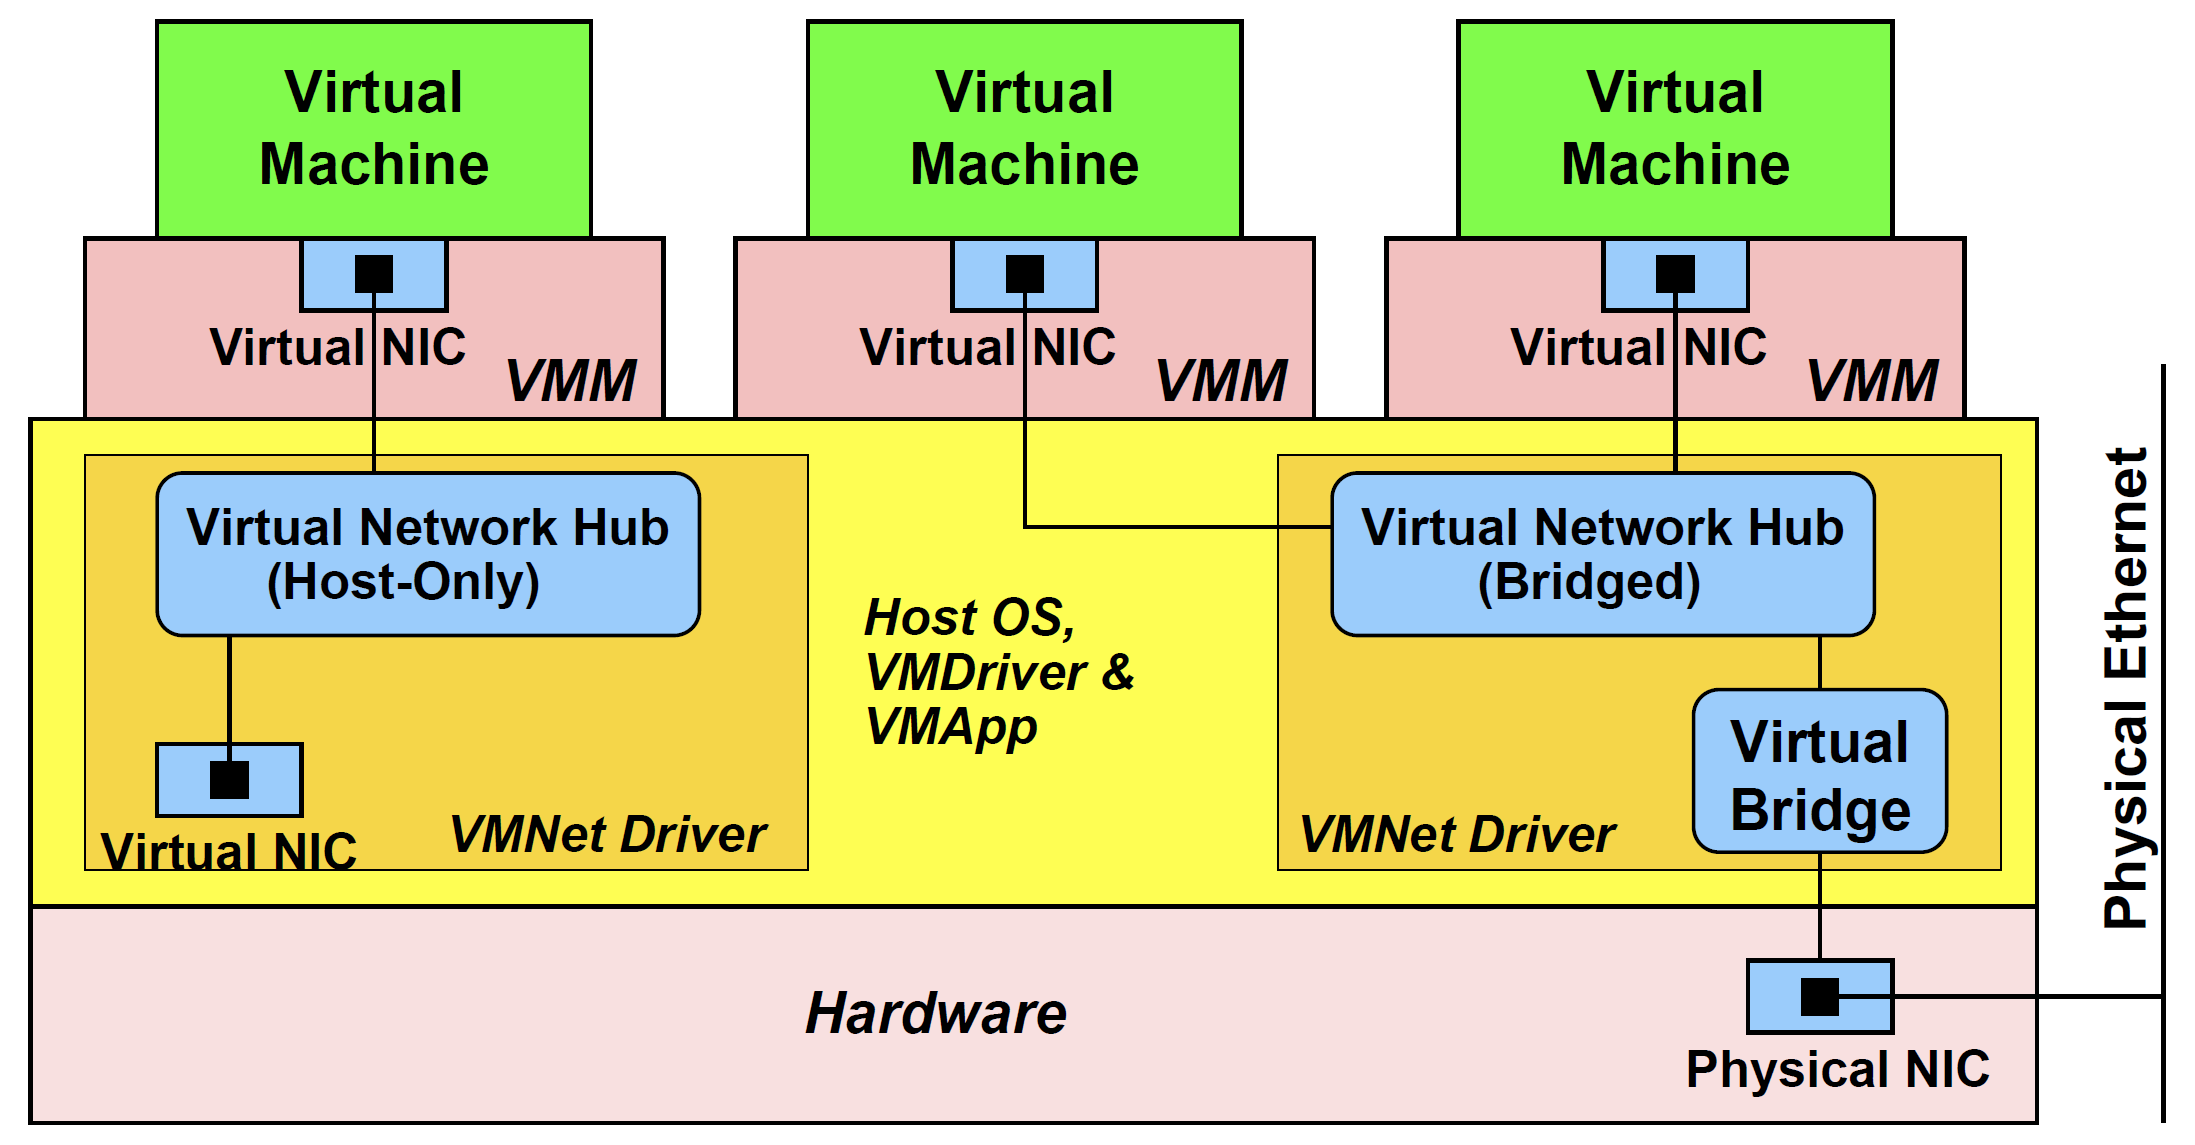 Virtual
Machine
Virtual
Machine
Virtual
Machine
Virtual NIC
VMM
Virtual NIC
VMM
Virtual NIC
VMM
Virtual Network Hub
(Host-Only)
Virtual NIC
VMNet Driver
Host OS,
VMDriver &
VMApp
Virtual Network Hub
(Bridged)
Virtual
Bridge
VMNet Driver
Physical Ethernet
Hardware
Physical NIC